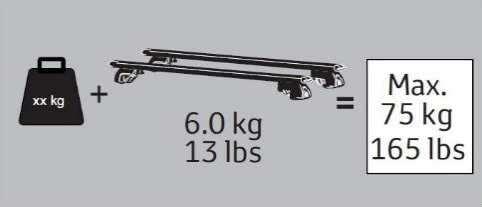 xx kg
+
6.0 kg
13 lbs
=
Max.
75 kg
165 lbs